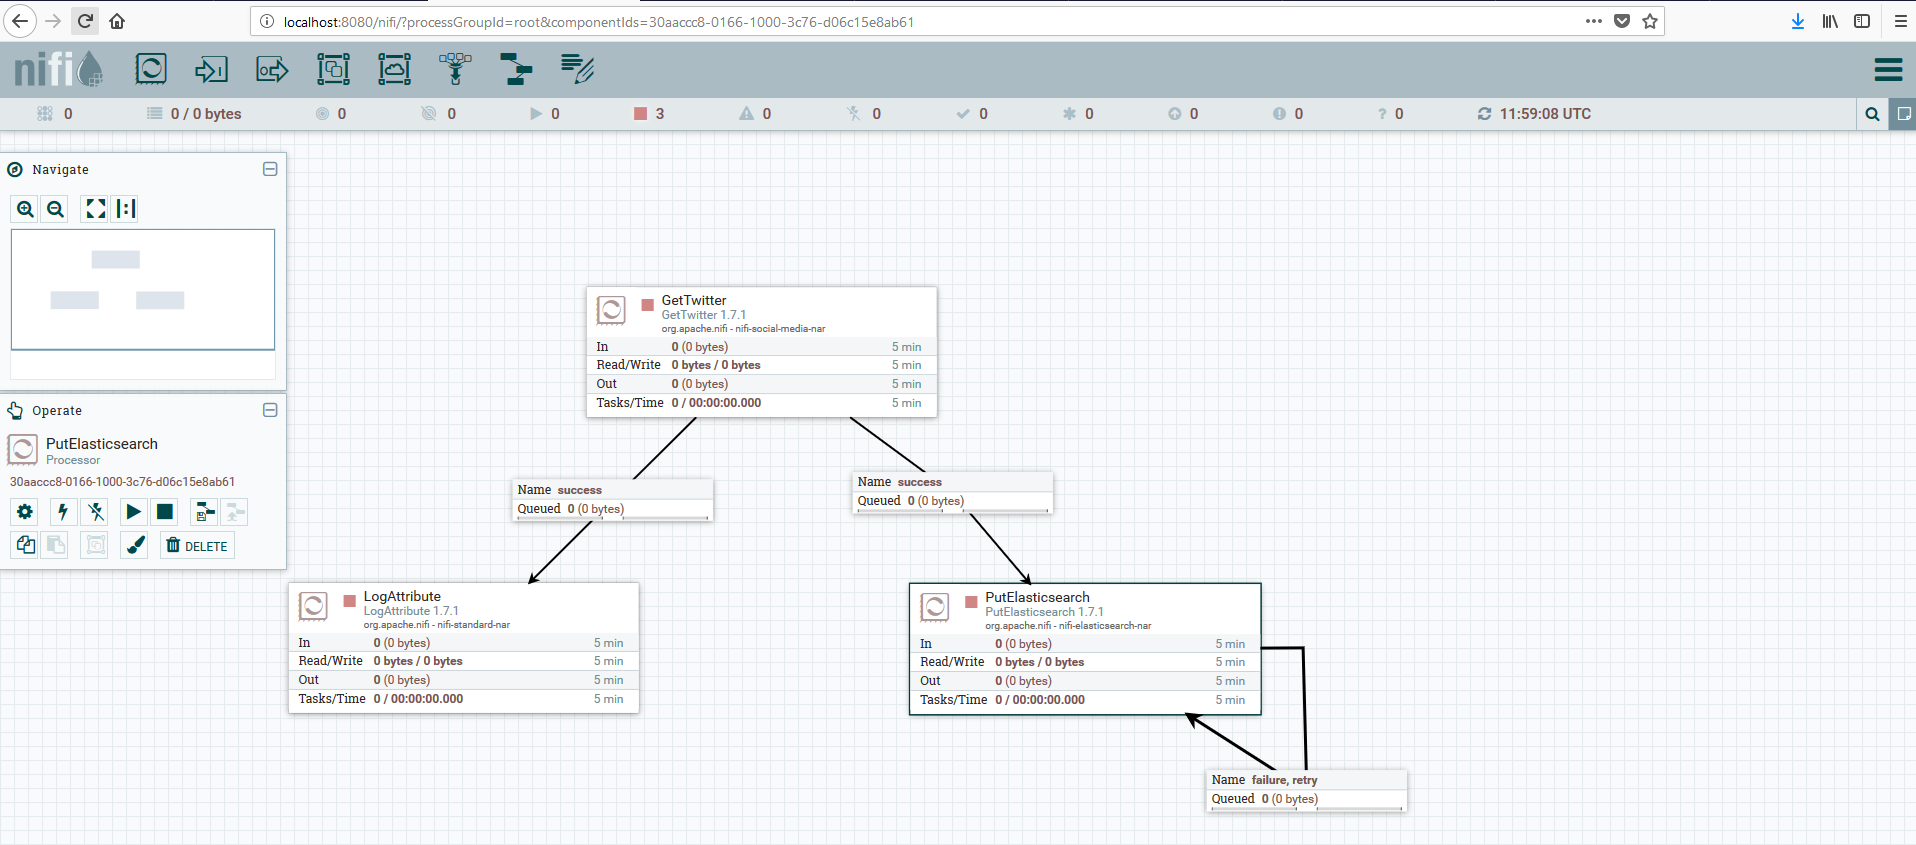 localhost:8080/nifi/?processGroupId=root&componentIds=30aaccc8-0166-1000-3c76-d06c15e8ab61
nifi
0 0 / 0 bytes 0 0 0 3 0 0 0 0 0 0 0 11:59:08 UTC
Navigate
Operate
PutElasticsearch
Processor
30aaccc8-0166-1000-3c76-d06c15e8ab61
DELETE
GetTwitter
GetTwitter 1.7.1
org.apache.nifi - nifi-social-media-nar
In 0 (0 bytes) 5 min
Read/Write 0 bytes / 0 bytes 5 min
Out 0 (0 bytes) 5 min
Tasks/Time 0 / 00:00:00.000 5 min
Name success
Queued 0 (0 bytes)
Name success
Queued 0 (0 bytes)
LogAttribute
LogAttribute 1.7.1
org.apache.nifi - nifi-standard-nar
In 0 (0 bytes) 5 min
Read/Write 0 bytes / 0 bytes 5 min
Out 0 (0 bytes) 5 min
Tasks/Time 0 / 00:00:00.000 5 min
PutElasticsearch
PutElasticsearch 1.7.1
org.apache.nifi - nifi-elasticsearch-nar
In 0 (0 bytes) 5 min
Read/Write 0 bytes / 0 bytes 5 min
Out 0 (0 bytes) 5 min
Tasks/Time 0 / 00:00:00.000 5 min
Name failure, retry
Queued 0 (0 bytes)